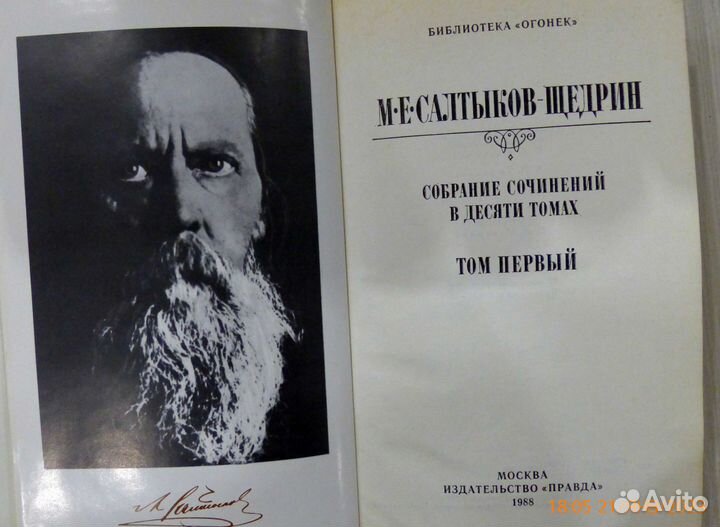 БИБЛИОТЕКА «ОГОНЕК»
М·Е·САЛТЫКОВ-ЩЕДРИН
СОБРАНИЕ СОЧИНЕНИЙ
В ДЕСЯТИ ТОМАХ
ТОМ ПЕРВЫЙ
МОСКВА
ИЗДАТЕЛЬСТВО «ПРАВДА»
1988
Avito